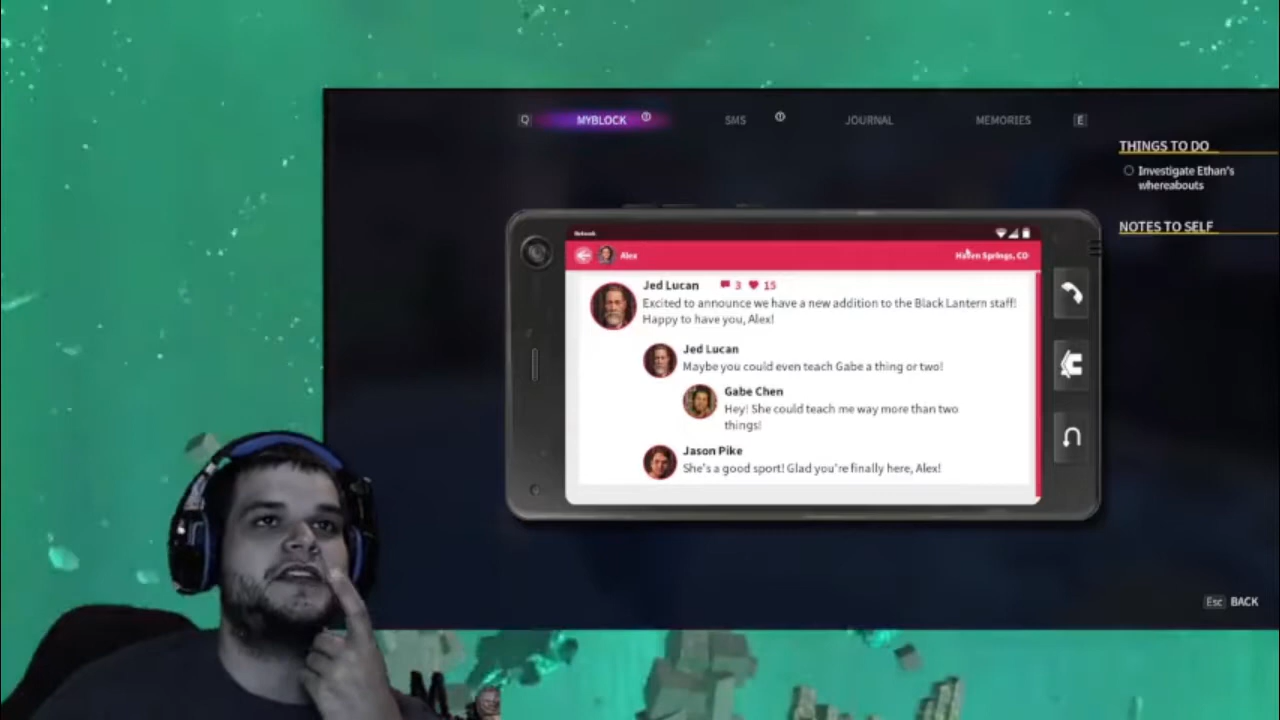 Q MYBLOCK SMS JOURNAL MEMORIES E
THINGS TO DO
Investigate Ethan's
whereabouts
NOTES TO SELF
Network
Alex Haven Springs, CO
Jed Lucan 3 15
Excited to announce we have a new addition to the Black Lantern staff!
Happy to have you, Alex!
Jed Lucan
Maybe you could even teach Gabe a thing or two!
Gabe Chen
Hey! She could teach me way more than two
things!
Jason Pike
She's a good sport! Glad you're finally here, Alex!
Esc BACK